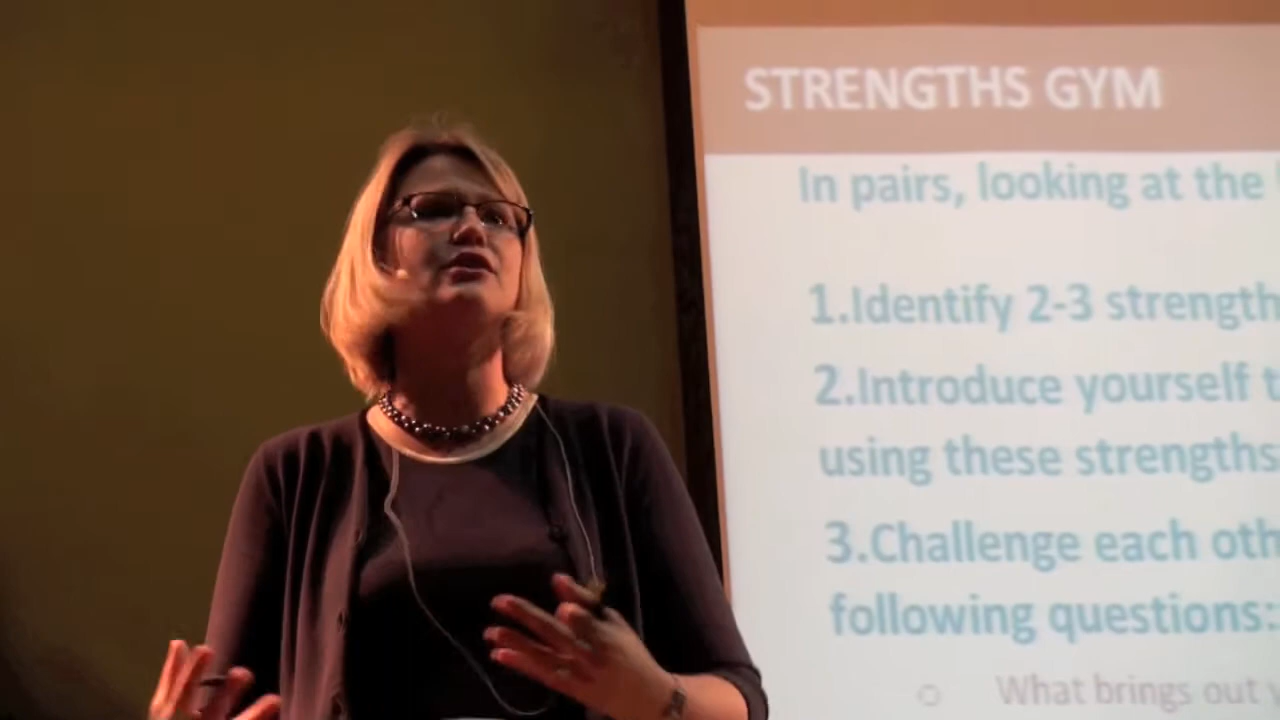 STRENGTHS GYM
In pairs, looking at the
1.Identify 2-3 strength
2.Introduce yourself t
using these strengths
3.Challenge each oth
following questions:
What brings out y